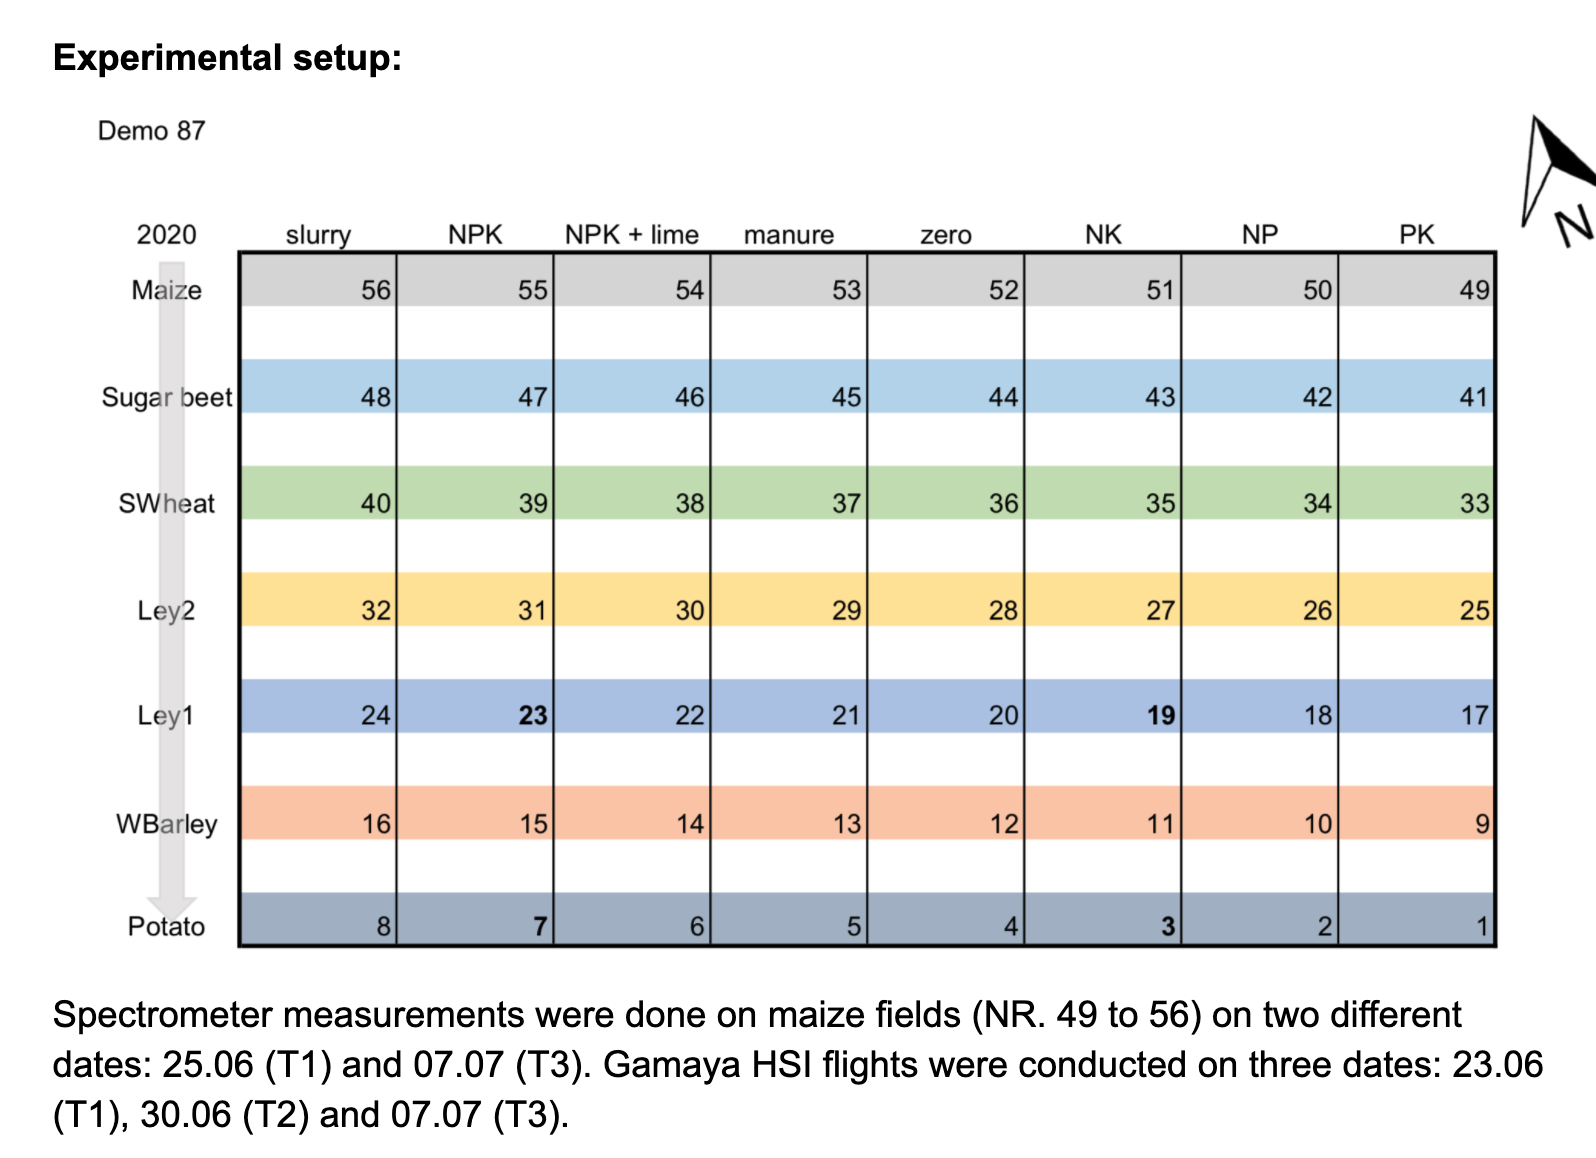 Experimental setup:
Demo 87
2020 slurry NPK NPK + lime manure zero NK NP PK
N
Maize 56 55 54 53 52 51 50 49
Sugar beet 48 47 46 45 44 43 42 41
SWheat 40 39 38 37 36 35 34 33
Ley2 32 31 30 29 28 27 26 25
Ley1 24 23 22 21 20 19 18 17
WBarley 16 15 14 13 12 11 10 9
Potato 8 7 6 5 4 3 2 1
Spectrometer measurements were done on maize fields (NR. 49 to 56) on two different
dates: 25.06 (T1) and 07.07 (T3). Gamaya HSI flights were conducted on three dates: 23.06
(T1), 30.06 (T2) and 07.07 (T3).